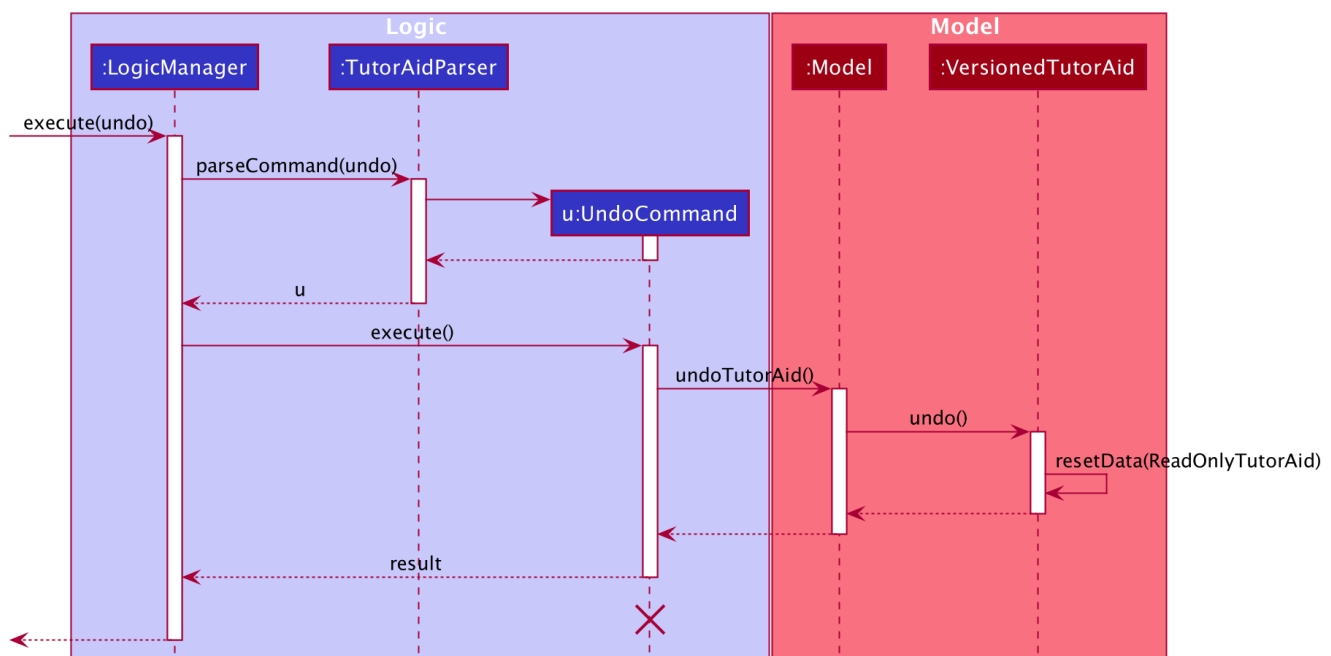 Logic
Model
:LogicManager
:TutorAidParser
:Model
:VersionedTutorAid
execute(undo)
parseCommand(undo)
u:UndoCommand
u
execute()
undoTutorAid()
undo()
resetData(ReadOnlyTutorAid)
result